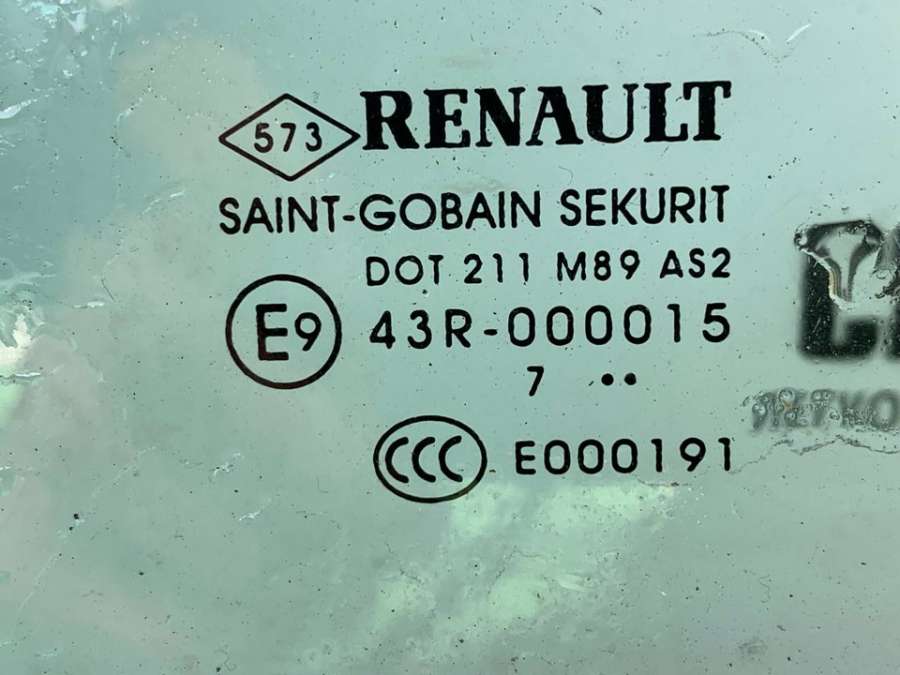 573 RENAULT
SAINT-GOBAIN SEKURIT
DOT 211 M89 AS2
E9 43R-000015
7 ••
CCC E000191